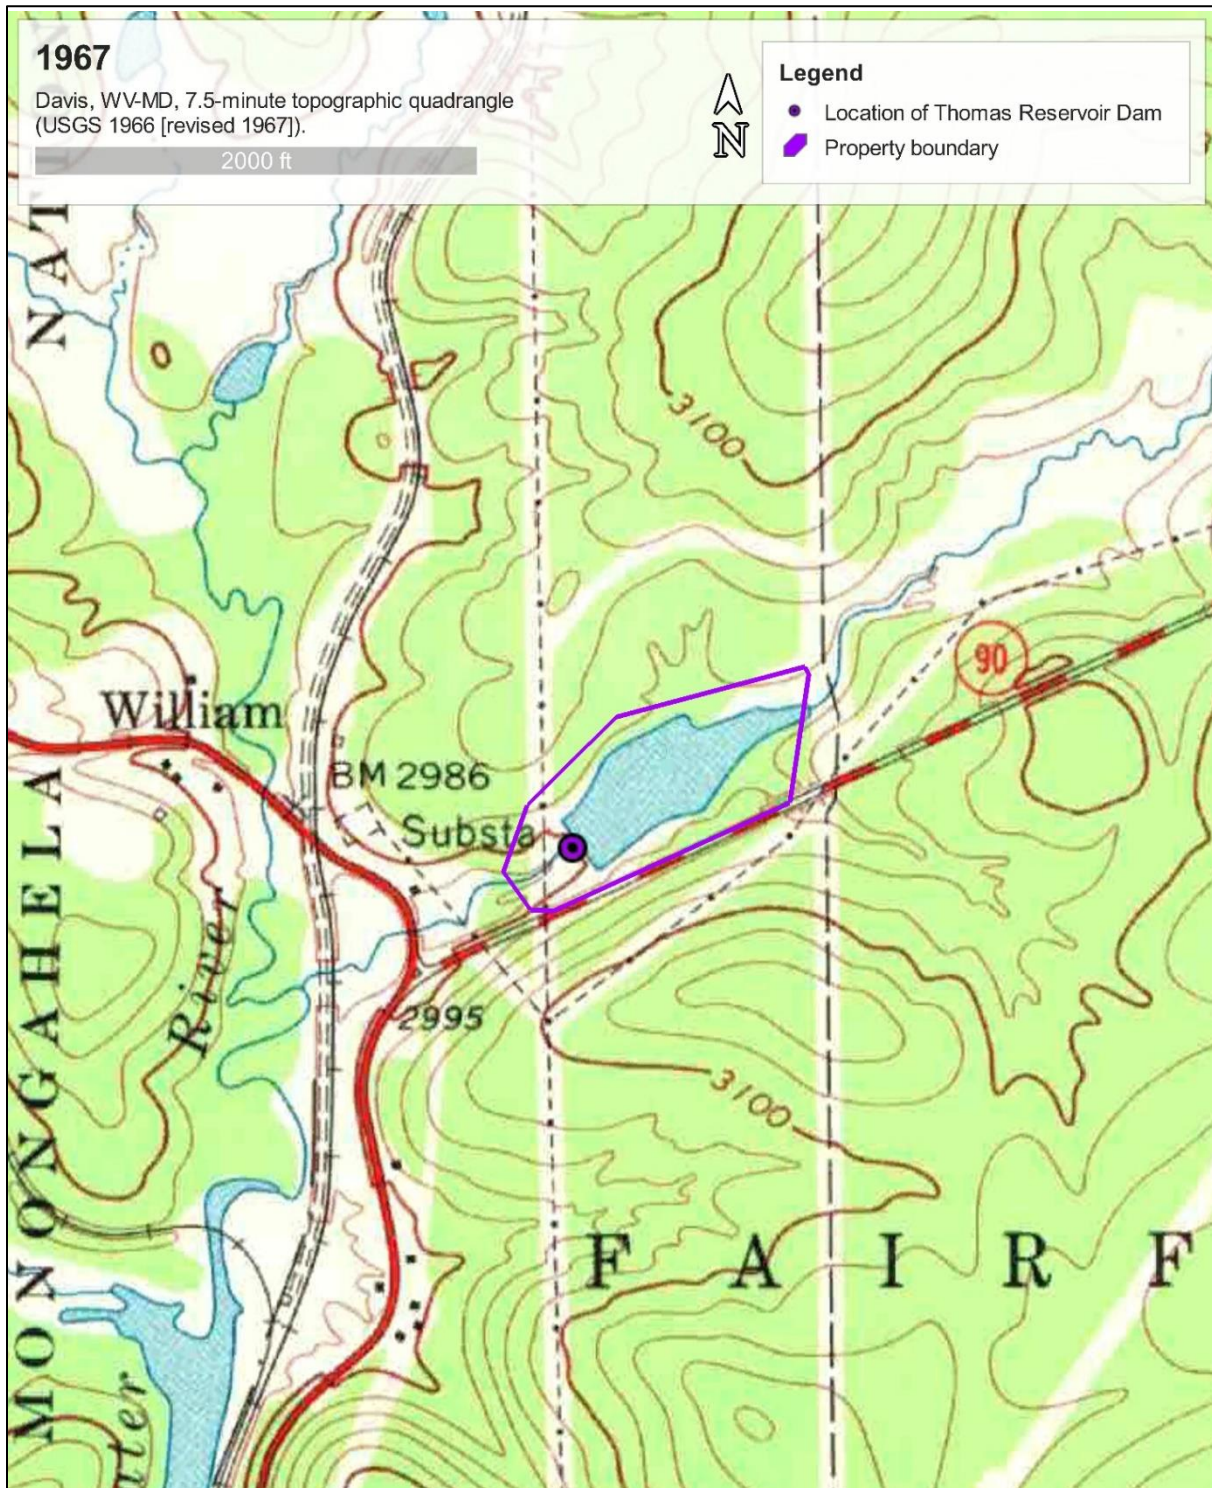 1967
Davis, WV-MD, 7.5-minute topographic quadrangle
(USGS 1966 [revised 1967]).
2000 ft
N
Legend
Location of Thomas Reservoir Dam
Property boundary
NAT
3100
90
William
BM 2986
Substa
MONONGAHELA
River
2995
3100
FAIRF